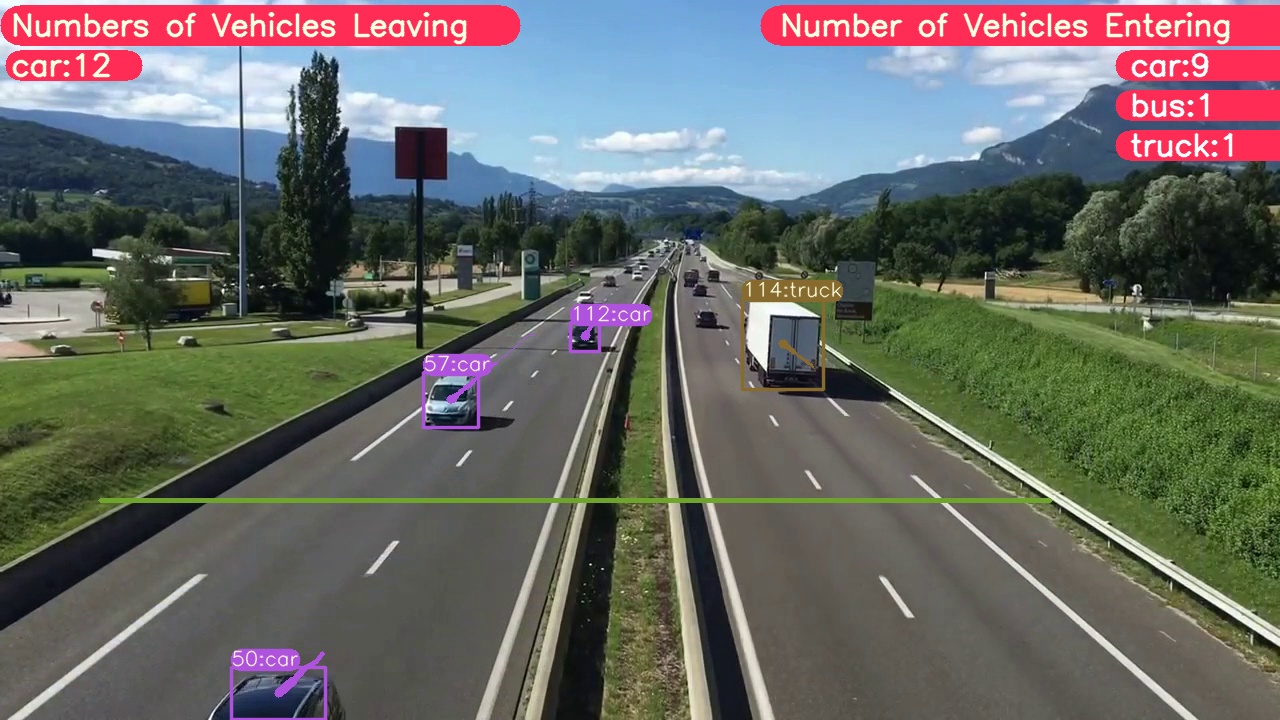 Numbers of Vehicles Leaving
Number of Vehicles Entering
car:12
car:9
bus:1
truck:1
114:truck
112:car
57:car
50:car